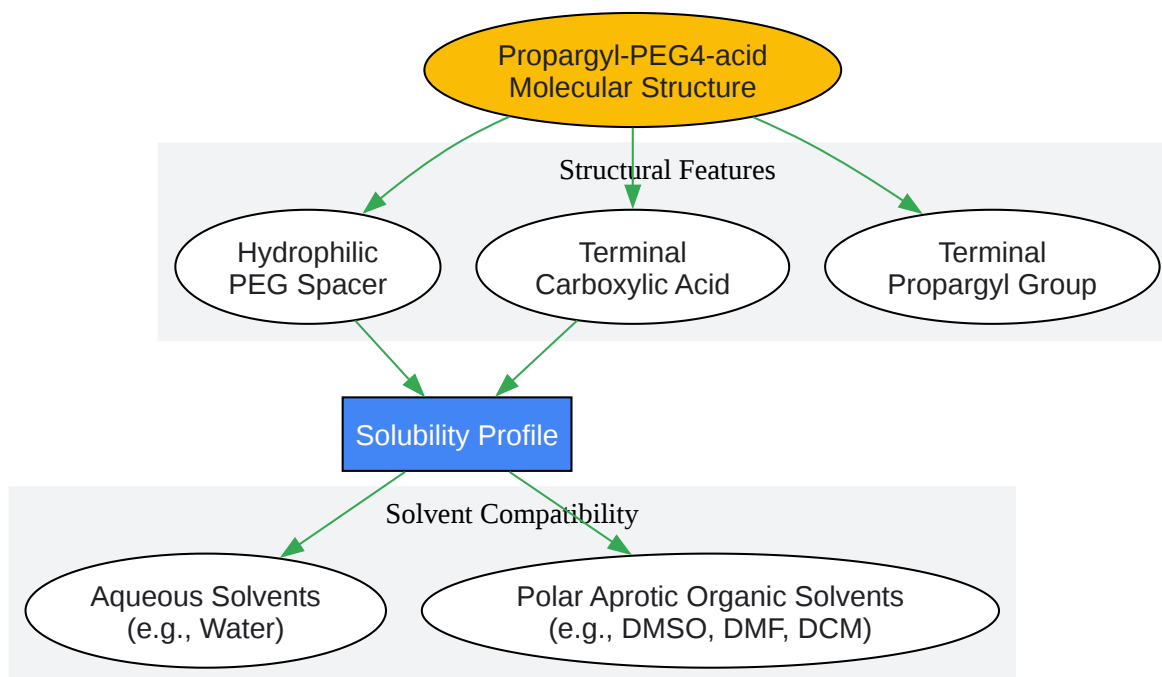 Propargyl-PEG4-acid
Molecular Structure
Structural Features
Hydrophilic
PEG Spacer
Terminal
Carboxylic Acid
Terminal
Propargyl Group
Solubility Profile
Solvent Compatibility
Aqueous Solvents
(e.g., Water)
Polar Aprotic Organic Solvents
(e.g., DMSO, DMF, DCM)